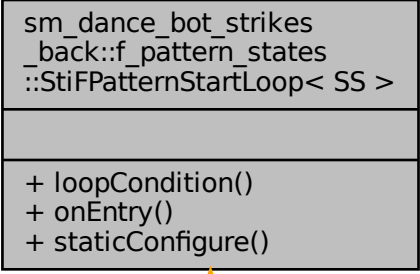 sm_dance_bot_strikes
_back::f_pattern_states
::StiFPatternStartLoop< SS >
+ loopCondition()
+ onEntry()
+ staticConfigure()